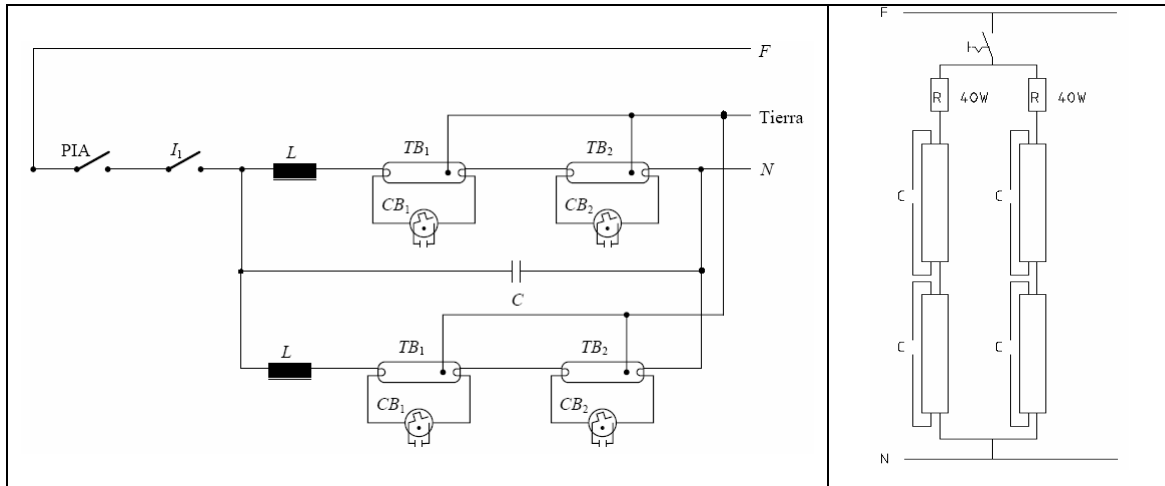 F
Tierra
PIA I1 L TB1 TB2 N
CB1 CB2
C
L TB1 TB2
CB1 CB2
F
R 40W R 40W
C C
C C
N